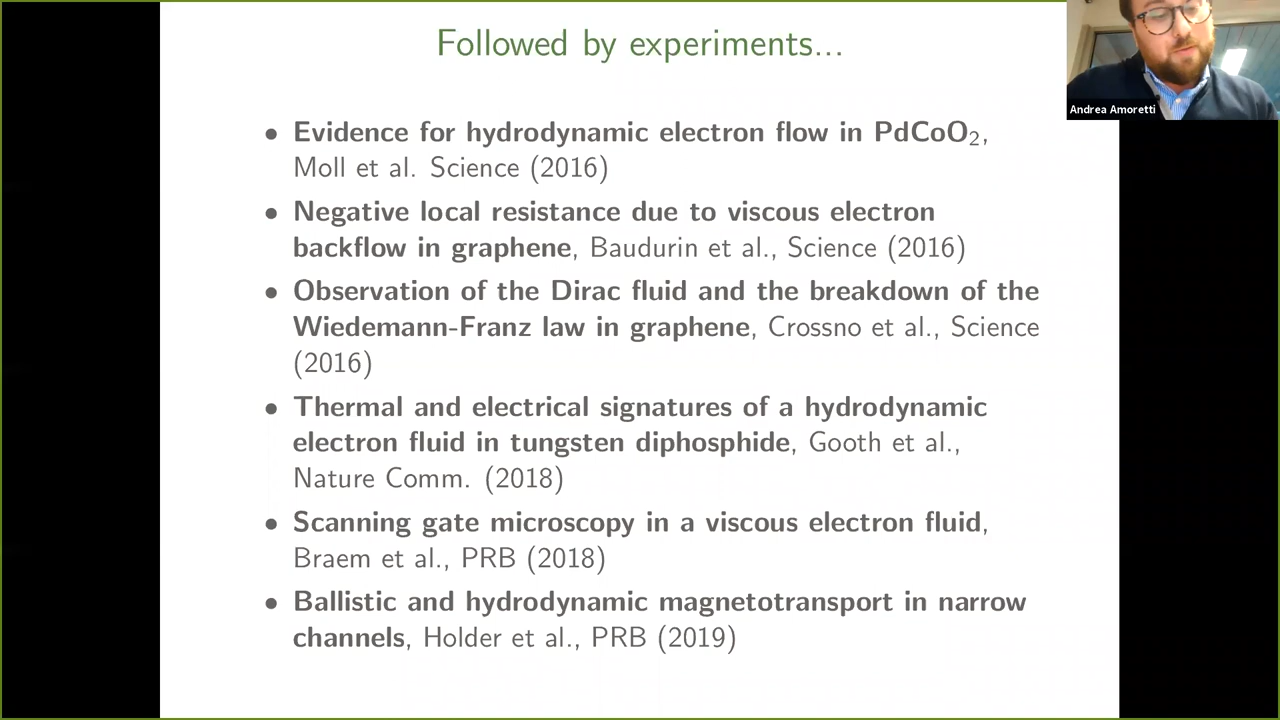 Followed by experiments...
Andrea Amoretti
• Evidence for hydrodynamic electron flow in PdCoO₂,
Moll et al. Science (2016)
• Negative local resistance due to viscous electron
backflow in graphene, Baudurin et al., Science (2016)
• Observation of the Dirac fluid and the breakdown of the
Wiedemann-Franz law in graphene, Crossno et al., Science
(2016)
• Thermal and electrical signatures of a hydrodynamic
electron fluid in tungsten diphosphide, Gooth et al.,
Nature Comm. (2018)
• Scanning gate microscopy in a viscous electron fluid,
Braem et al., PRB (2018)
• Ballistic and hydrodynamic magnetotransport in narrow
channels, Holder et al., PRB (2019)